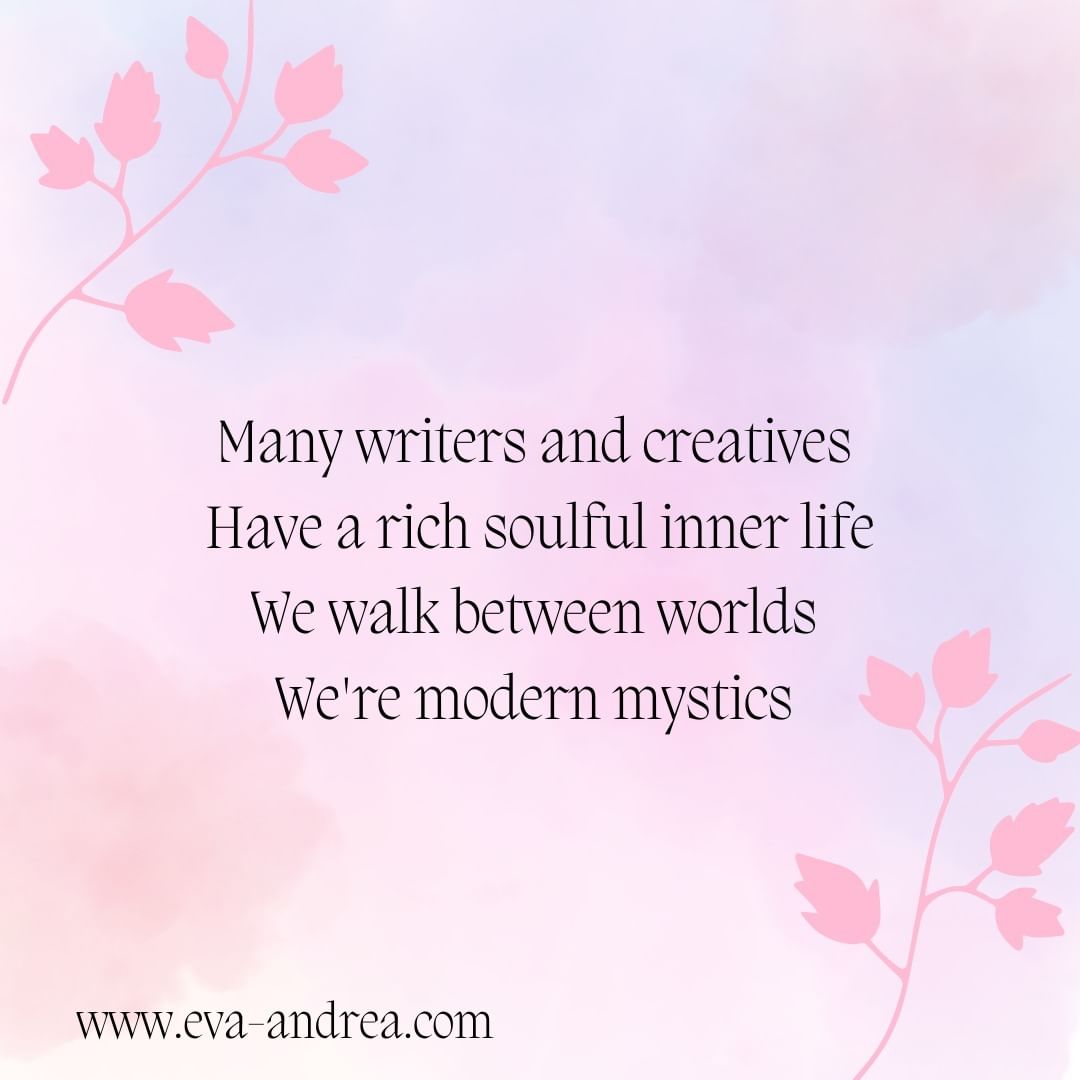 Many writers and creatives
Have a rich soulful inner life
We walk between worlds
We're modern mystics
www.eva-andrea.com